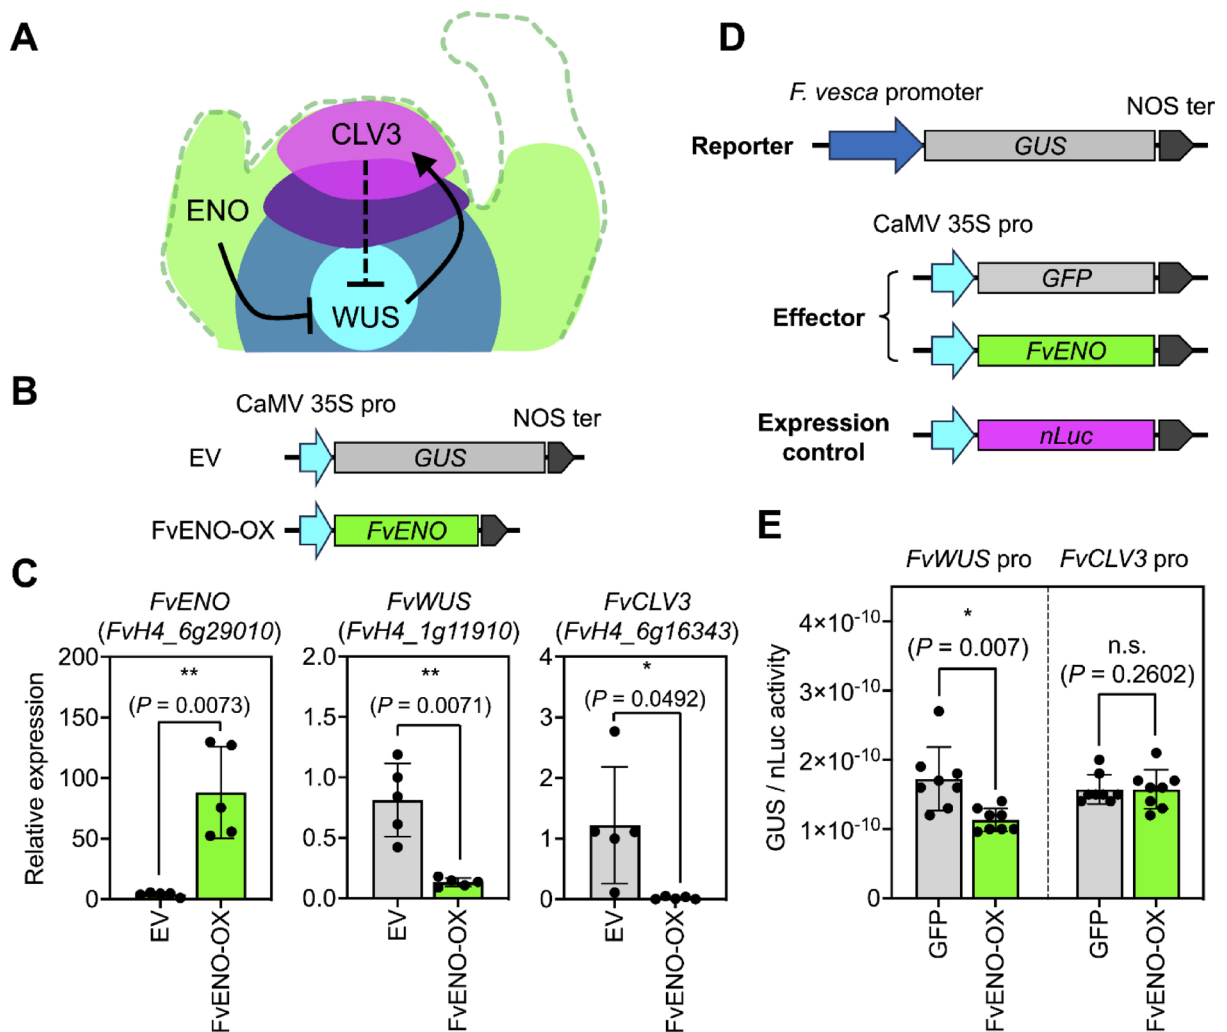 A
CLV3
ENO
WUS
B
CaMV 35S pro
NOS ter
EV
GUS
FvENO-OX
FvENO
C
FvENO
(FvH4_6g29010)
FvWUS
(FvH4_1g11910)
FvCLV3
(FvH4_6g16343)
Relative expression
200
150
100
50
0
**
(P = 0.0073)
EV
FvENO-OX
2.0
1.5
1.0
0.5
0.0
**
(P = 0.0071)
EV
FvENO-OX
4
3
2
1
0
*
(P = 0.0492)
EV
FvENO-OX
D
F. vesca promoter
NOS ter
Reporter
GUS
CaMV 35S pro
GFP
Effector
FvENO
Expression
control
nLuc
E
FvWUS pro
FvCLV3 pro
GUS / nLuc activity
4×10⁻¹⁰
3×10⁻¹⁰
2×10⁻¹⁰
1×10⁻¹⁰
0
*
(P = 0.007)
n.s.
(P = 0.2602)
GFP
FvENO-OX
GFP
FvENO-OX